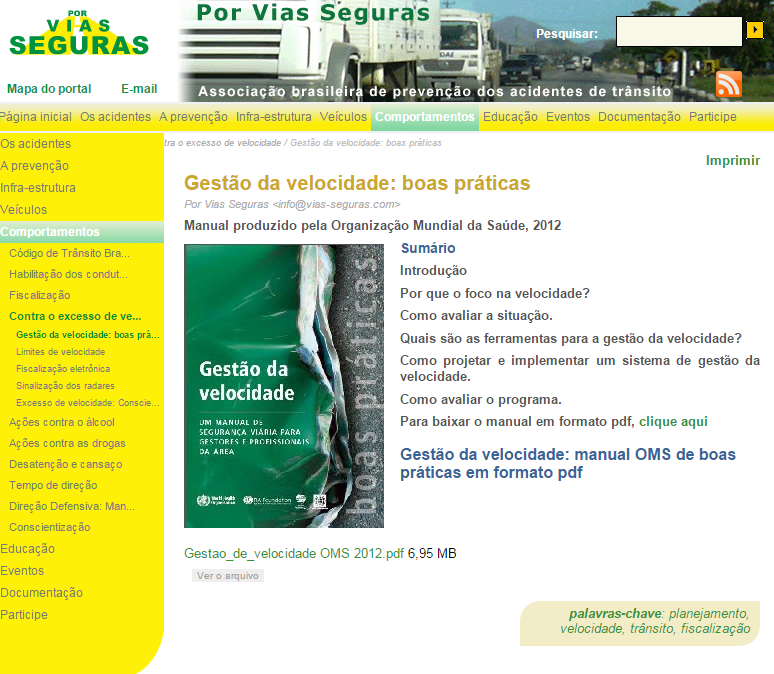 POR
VIAS
SEGURAS
Por Vias Seguras
Pesquisar:
Mapa do portal E-mail
Associação brasileira de prevenção dos acidentes de trânsito
Página inicial Os acidentes A prevenção Infra-estrutura Veículos Comportamentos Educação Eventos Documentação Participe
Os acidentes
A prevenção
Infra-estrutura
Veículos
Comportamentos
Código de Trânsito Bra...
Habilitação dos condut...
Fiscalização
Contra o excesso de ve...
Gestão da velocidade: boas prá...
Limites de velocidade
Fiscalização eletrônica
Sinalização dos radares
Excesso de velocidade: Conscie...
Ações contra o álcool
Ações contra as drogas
Desatenção e cansaço
Tempo de direção
Direção Defensiva: Man...
Conscientização
Educação
Eventos
Documentação
Participe
tra o excesso de velocidade / Gestão da velocidade: boas práticas
Imprimir
Gestão da velocidade: boas práticas
Por Vias Seguras <info@vias-seguras.com>
Manual produzido pela Organização Mundial da Saúde, 2012
boas práticas
Gestão da
velocidade
UM MANUAL DE
SEGURANÇA VIÁRIA PARA
GESTORES E PROFISSIONAIS
DA ÁREA
World Health
Organization
FIA Foundation
Sumário
Introdução
Por que o foco na velocidade?
Como avaliar a situação.
Quais são as ferramentas para a gestão da velocidade?
Como projetar e implementar um sistema de gestão da
velocidade.
Como avaliar o programa.
Para baixar o manual em formato pdf, clique aqui
Gestão da velocidade: manual OMS de boas
práticas em formato pdf
Gestao_de_velocidade OMS 2012.pdf 6,95 MB
Ver o arquivo
palavras-chave: planejamento,
velocidade, trânsito, fiscalização